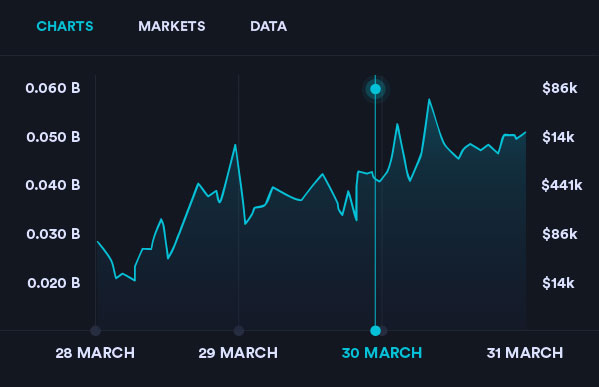 CHARTS MARKETS DATA
0.060 B $86k
0.050 B $14k
0.040 B $441k
0.030 B $86k
0.020 B $14k
28 MARCH 29 MARCH 30 MARCH 31 MARCH